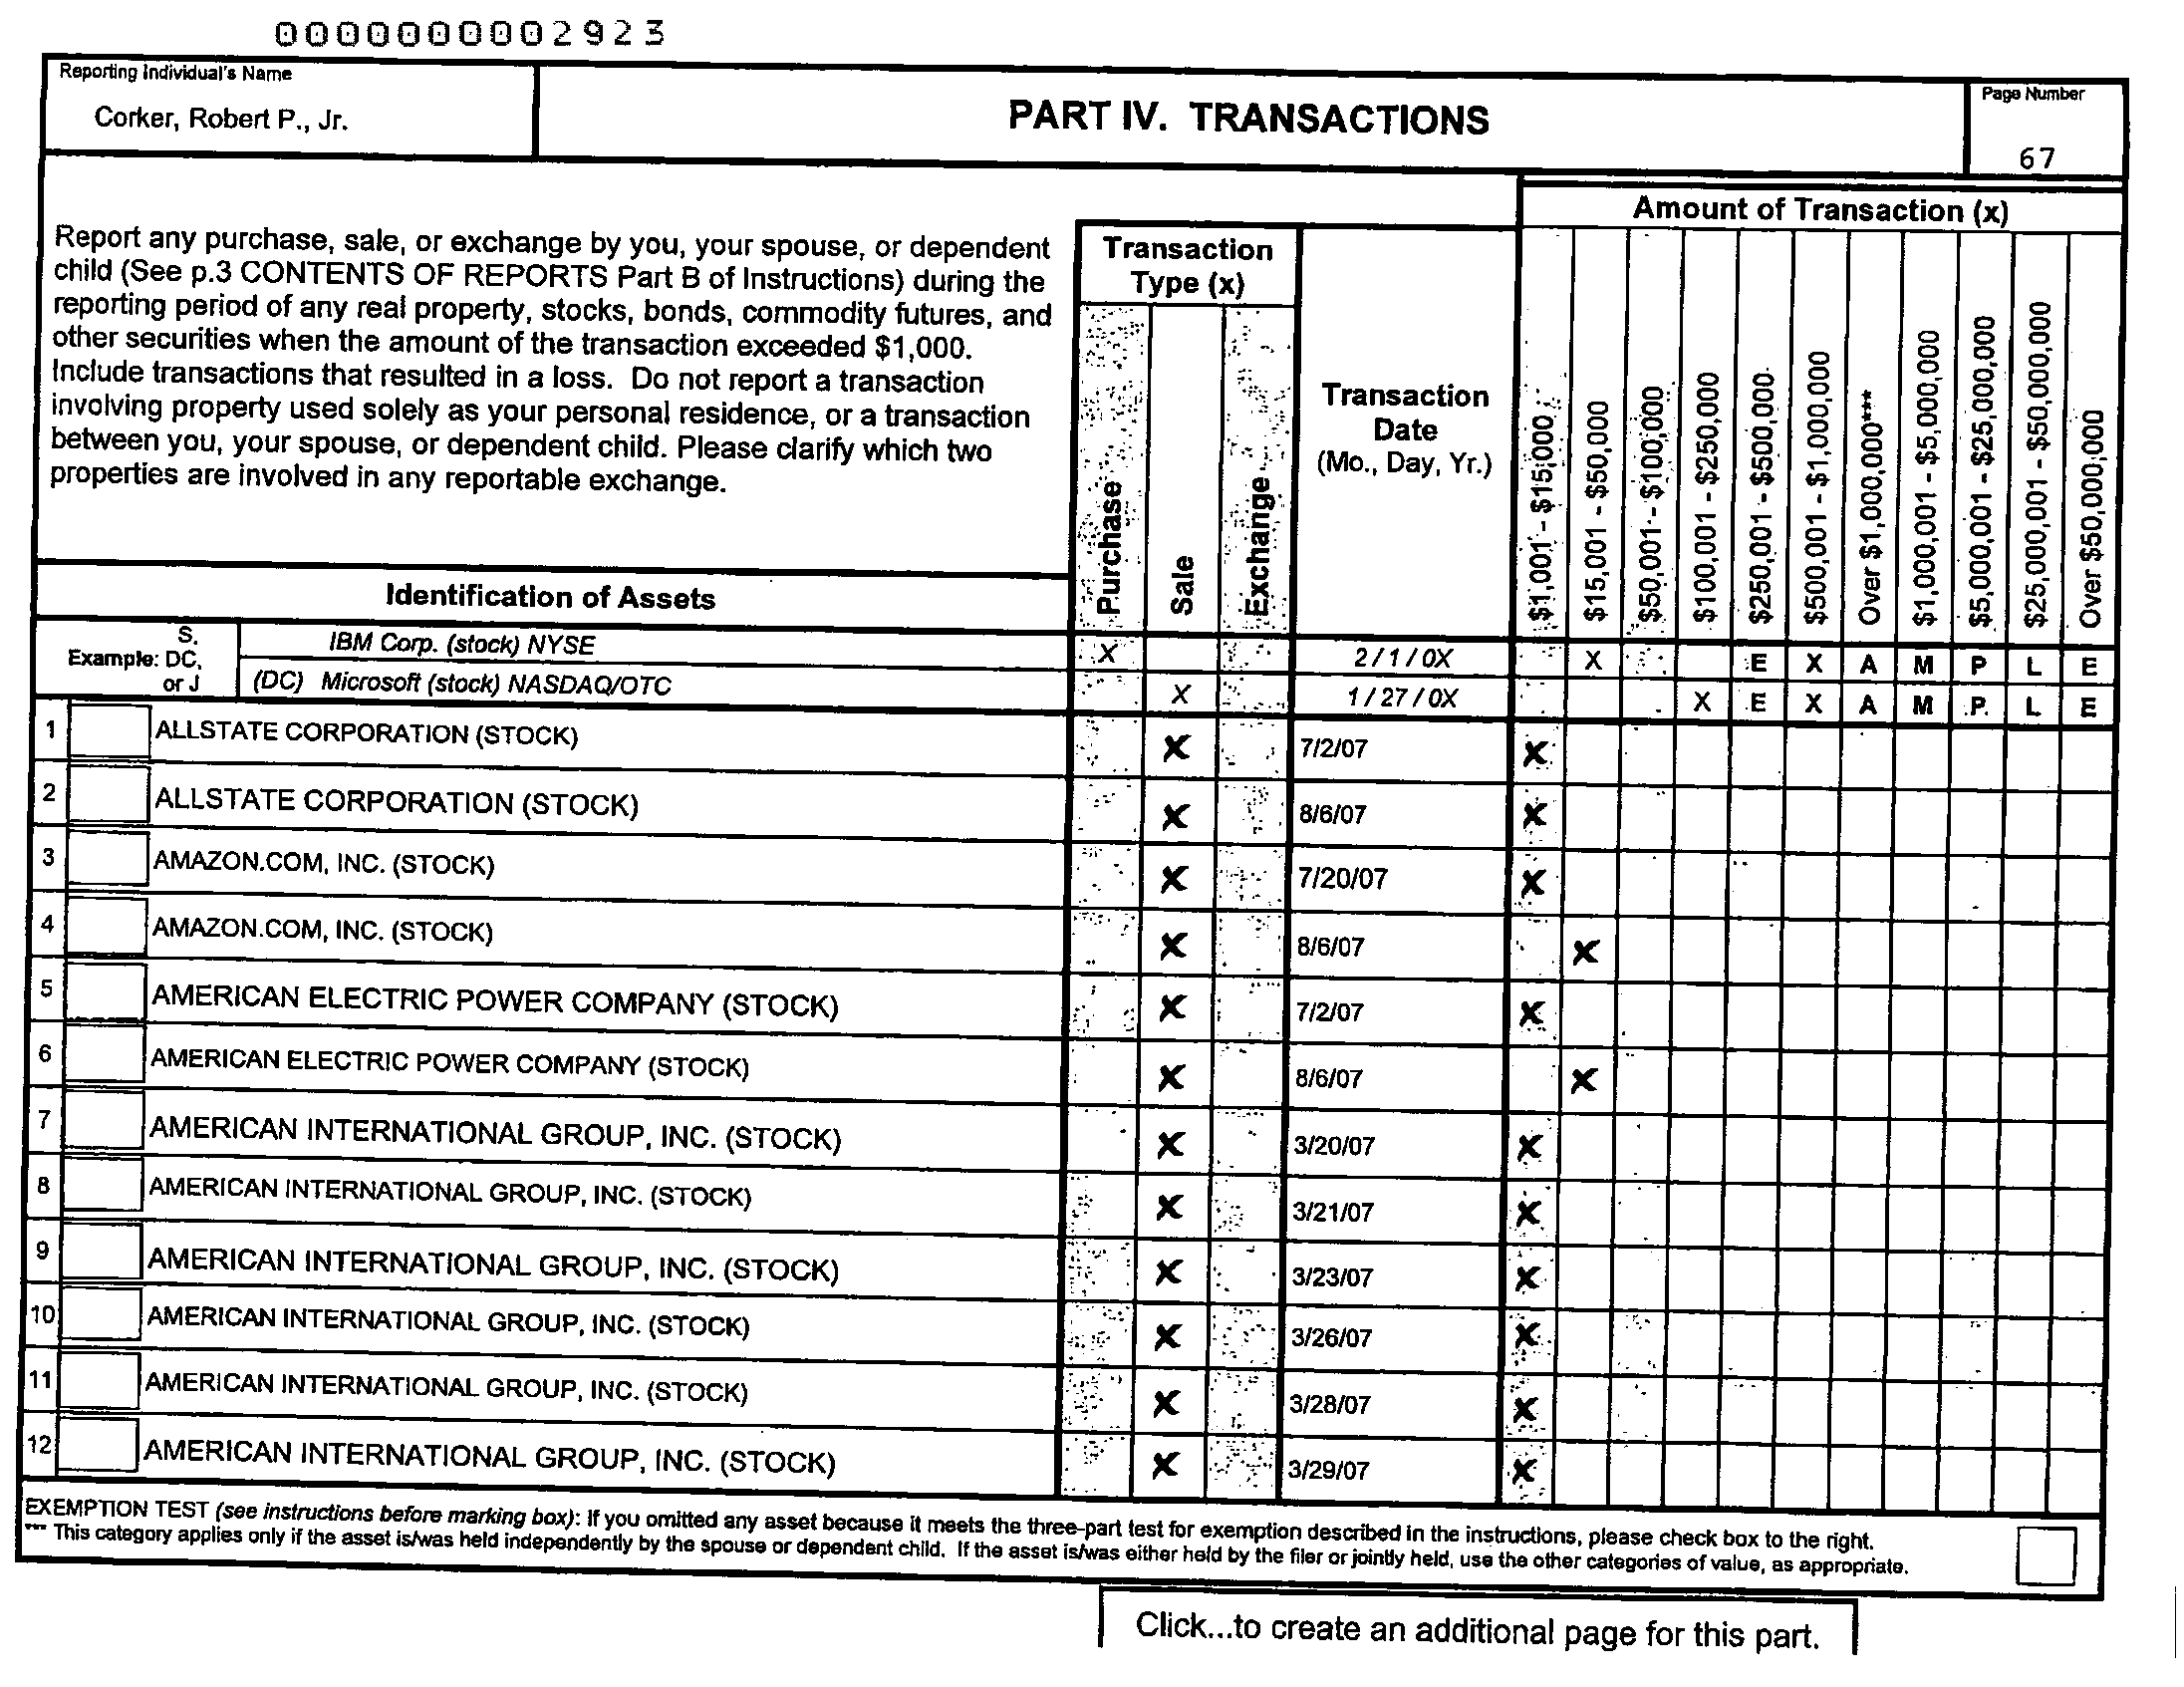 0000000002923
Reporting Individual's Name
Corker, Robert P., Jr.
PART IV. TRANSACTIONS
Page Number
67
Report any purchase, sale, or exchange by you, your spouse, or dependent
child (See p.3 CONTENTS OF REPORTS Part B of Instructions) during the
reporting period of any real property, stocks, bonds, commodity futures, and
other securities when the amount of the transaction exceeded $1,000.
Include transactions that resulted in a loss. Do not report a transaction
involving property used solely as your personal residence, or a transaction
between you, your spouse, or dependent child. Please clarify which two
properties are involved in any reportable exchange.
Identification of Assets
Transaction
Type (x)
Purchase
Sale
Exchange
Transaction
Date
(Mo., Day, Yr.)
Amount of Transaction (x)
$1,001 - $15,000
$15,001 - $50,000
$50,001 - $100,000
$100,001 - $250,000
$250,001 - $500,000
$500,001 - $1,000,000
Over $1,000,000***
$1,000,001 - $5,000,000
$5,000,001 - $25,000,000
$25,000,001 - $50,000,000
Over $50,000,000
Example: S. DC, or J
IBM Corp. (stock) NYSE X 2 / 1 / 0X X E X A M P L E
(DC) Microsoft (stock) NASDAQ/OTC X 1 / 27 / 0X X E X A M P L E
1 ALLSTATE CORPORATION (STOCK) X 7/2/07 X
2 ALLSTATE CORPORATION (STOCK) X 8/6/07 X
3 AMAZON.COM, INC. (STOCK) X 7/20/07 X
4 AMAZON.COM, INC. (STOCK) X 8/6/07 X
5 AMERICAN ELECTRIC POWER COMPANY (STOCK) X 7/2/07 X
6 AMERICAN ELECTRIC POWER COMPANY (STOCK) X 8/6/07 X
7 AMERICAN INTERNATIONAL GROUP, INC. (STOCK) X 3/20/07 X
8 AMERICAN INTERNATIONAL GROUP, INC. (STOCK) X 3/21/07 X
9 AMERICAN INTERNATIONAL GROUP, INC. (STOCK) X 3/23/07 X
10 AMERICAN INTERNATIONAL GROUP, INC. (STOCK) X 3/26/07 X
11 AMERICAN INTERNATIONAL GROUP, INC. (STOCK) X 3/28/07 X
12 AMERICAN INTERNATIONAL GROUP, INC. (STOCK) X 3/29/07 X
EXEMPTION TEST (see instructions before marking box): If you omitted any asset because it meets the three-part test for exemption described in the instructions, please check box to the right.
*** This category applies only if the asset is/was held independently by the spouse or dependent child. If the asset is/was either held by the filer or jointly held, use the other categories of value, as appropriate.
Click...to create an additional page for this part.